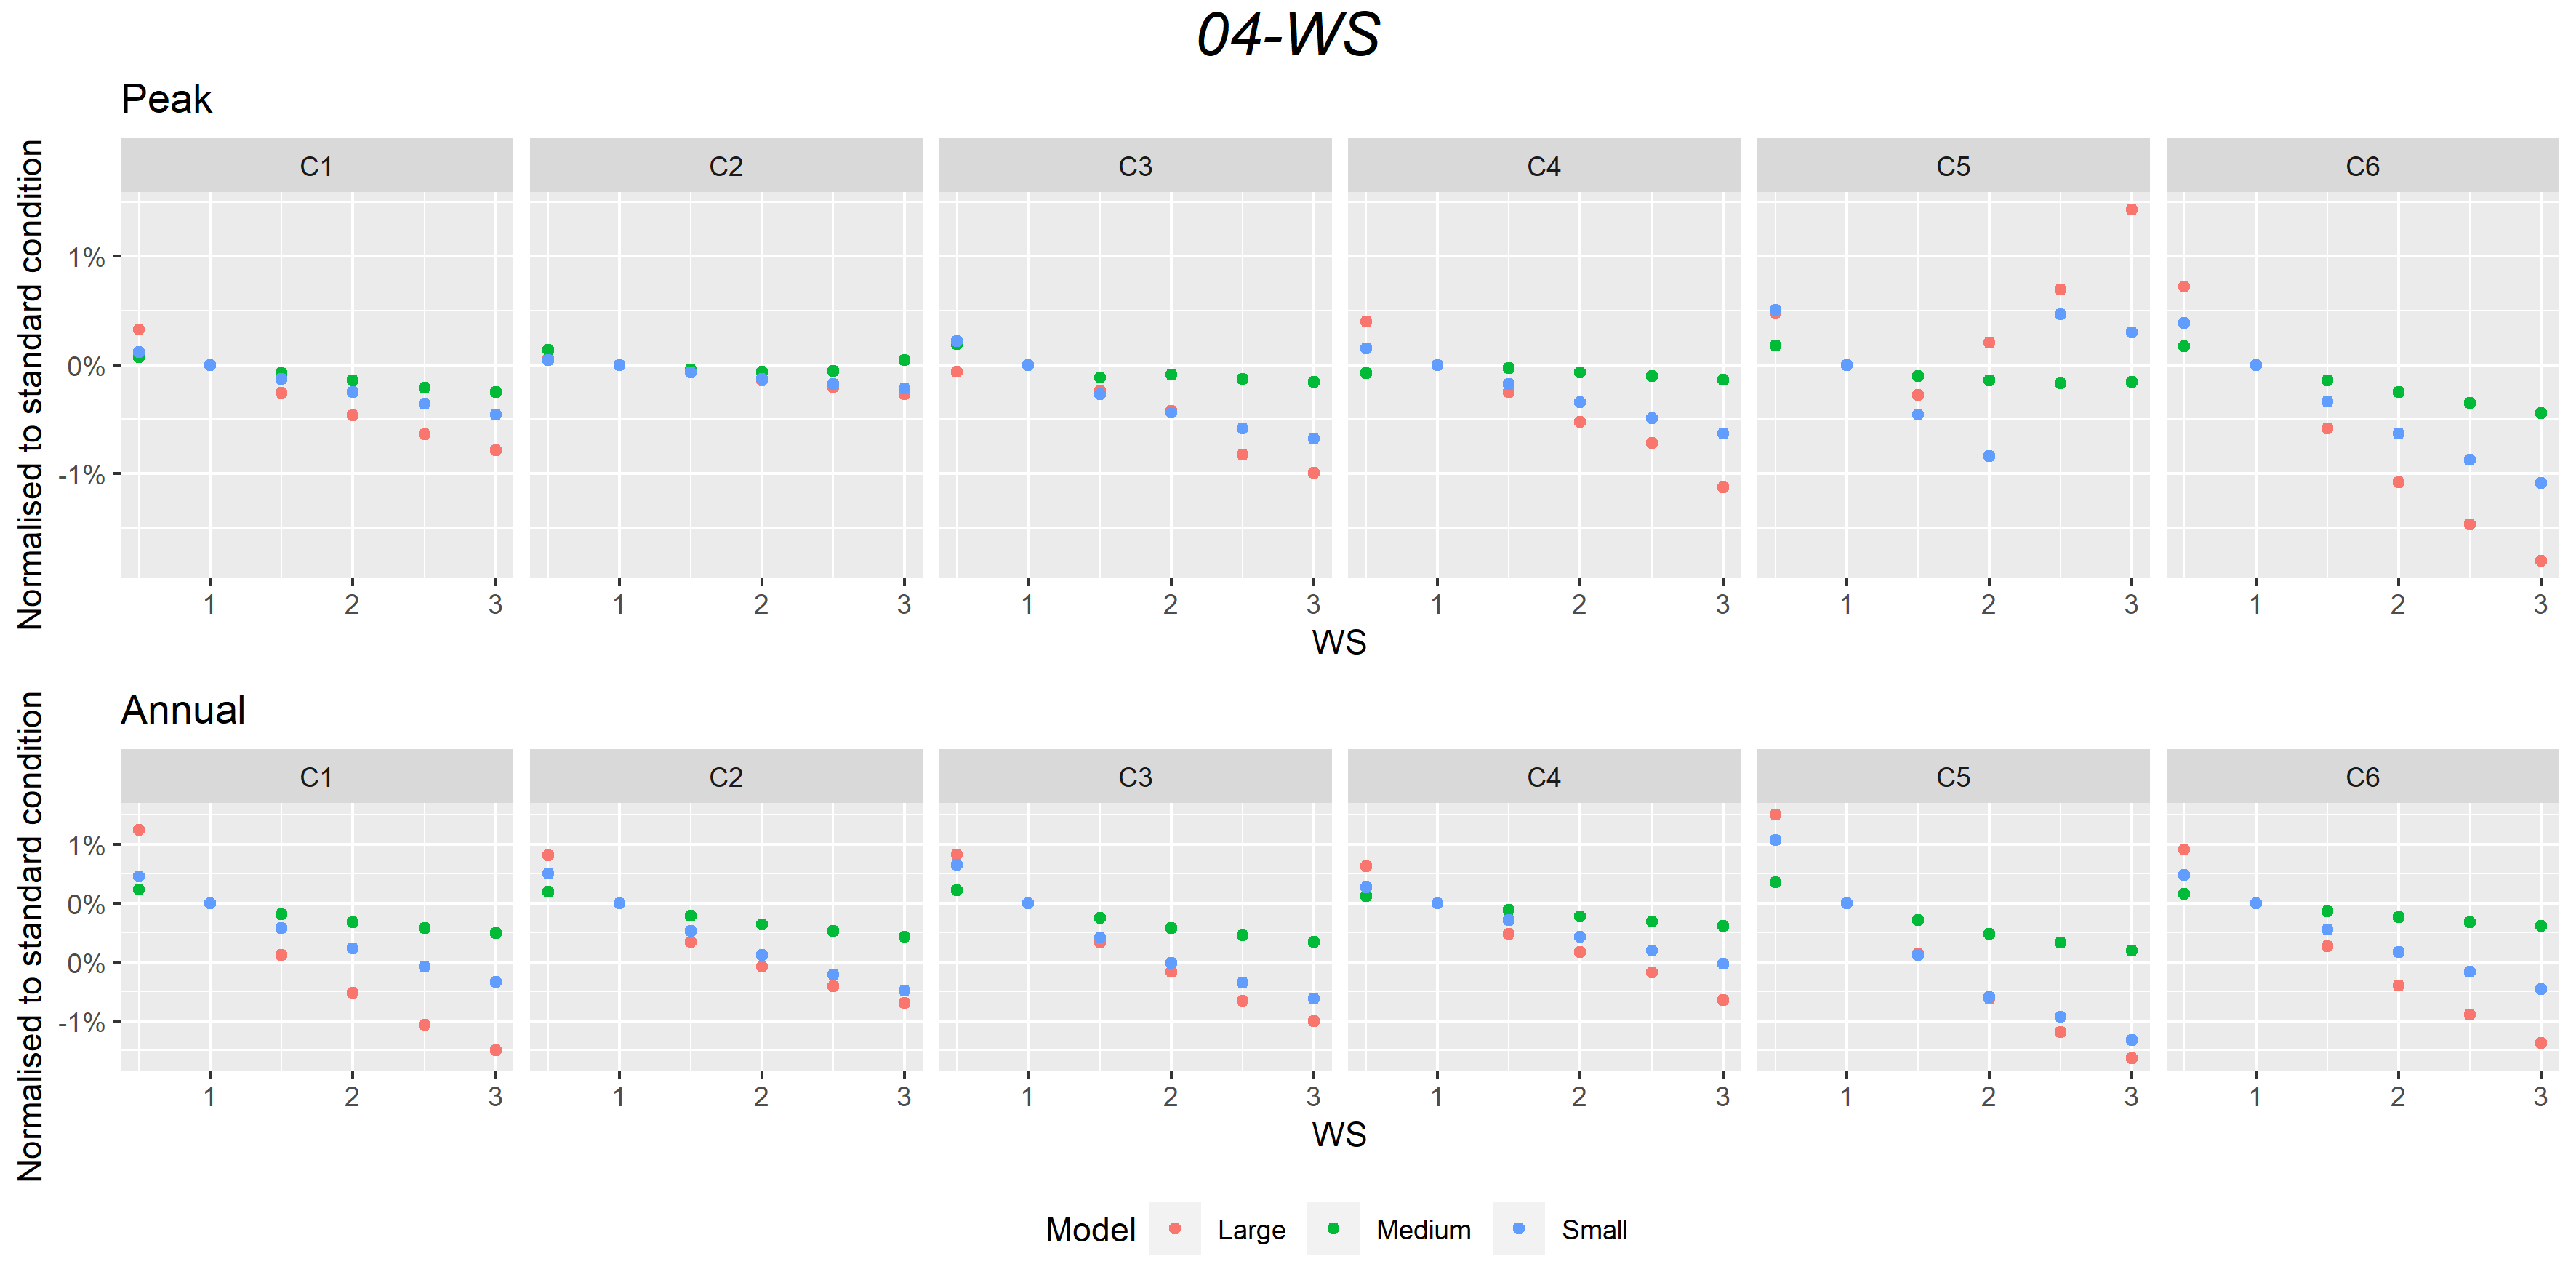 04-WS
Peak
Normalised to standard condition
C1 C2 C3 C4 C5 C6
1%
0%
-1%
1 2 3 1 2 3 1 2 3 1 2 3 1 2 3 1 2 3
WS
Annual
Normalised to standard condition
C1 C2 C3 C4 C5 C6
1%
0%
0%
-1%
1 2 3 1 2 3 1 2 3 1 2 3 1 2 3 1 2 3
WS
Model Large Medium Small